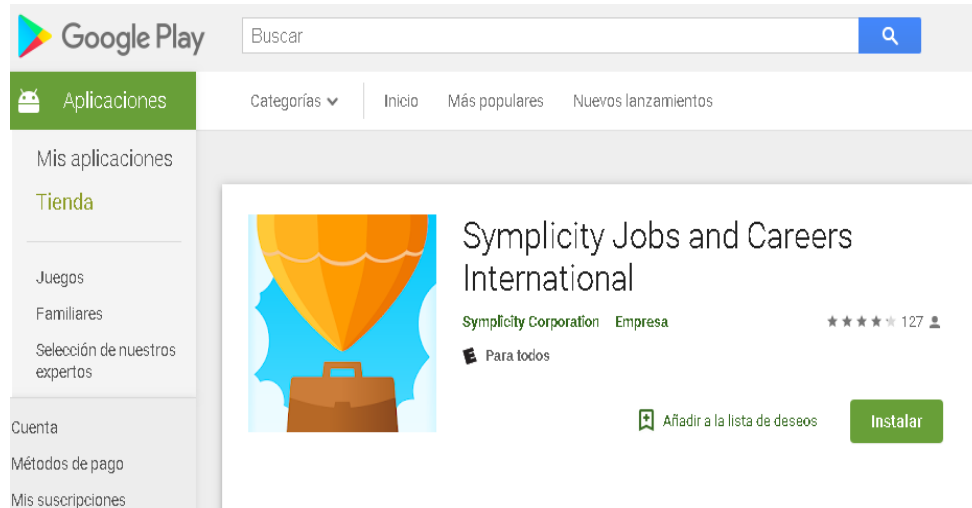 Google Play
Buscar
Aplicaciones
Categorías
Inicio
Más populares
Nuevos lanzamientos
Mis aplicaciones
Tienda
Juegos
Familiares
Selección de nuestros
expertos
Cuenta
Métodos de pago
Mis suscripciones
Symplicity Jobs and Careers
International
Symplicity Corporation Empresa
127
E Para todos
Añadir a la lista de deseos
Instalar